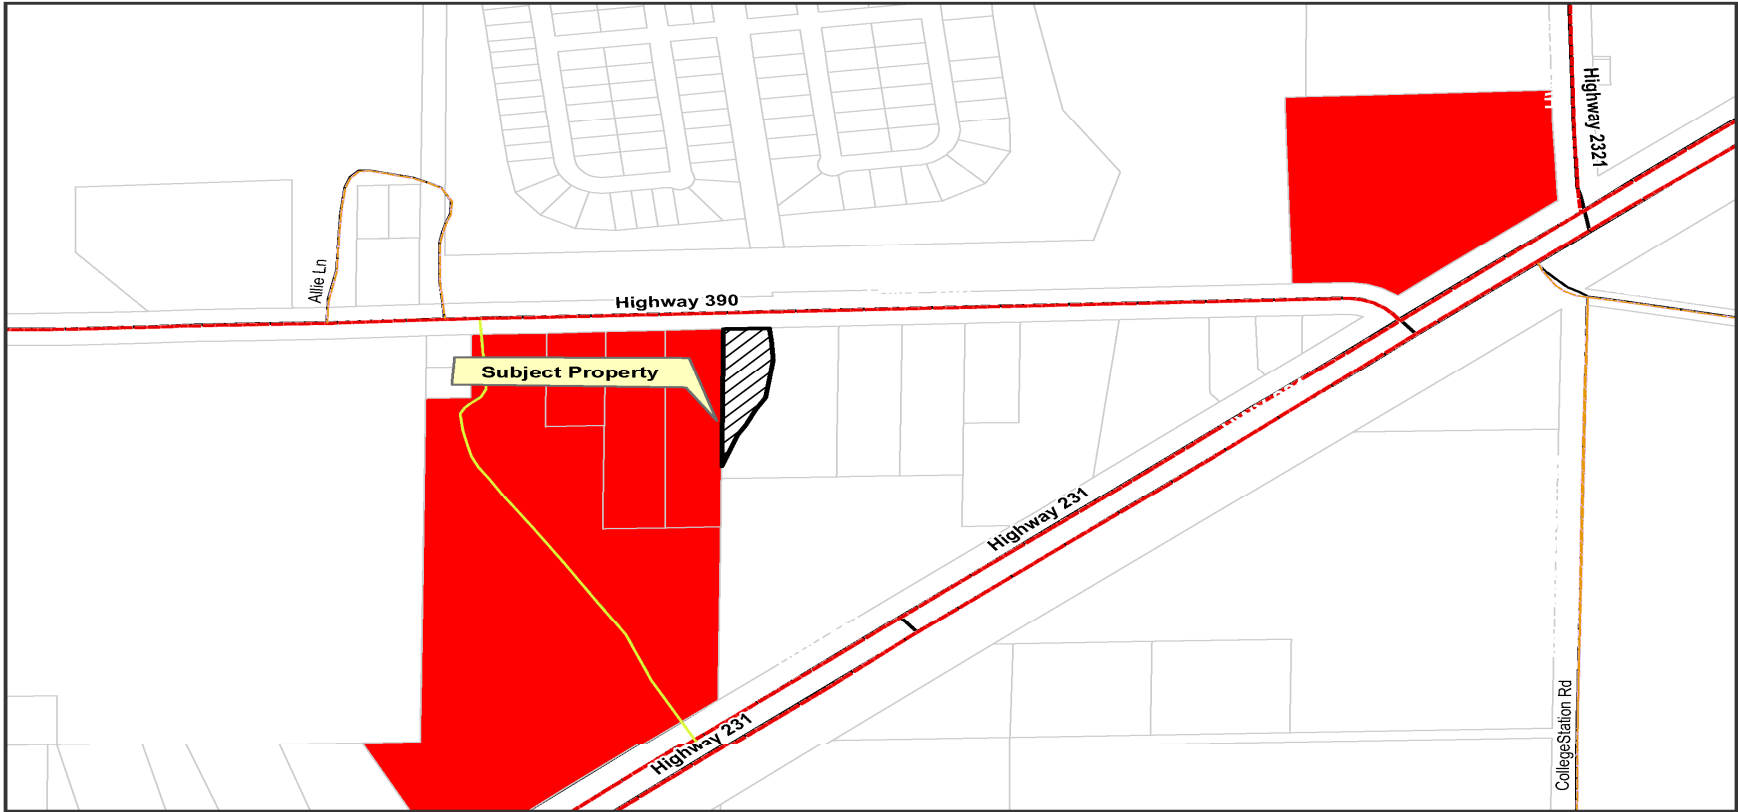 Highway 2321
Allie Ln
Highway 390
Subject Property
Highway 231
CollegeStation Rd
Highway 231